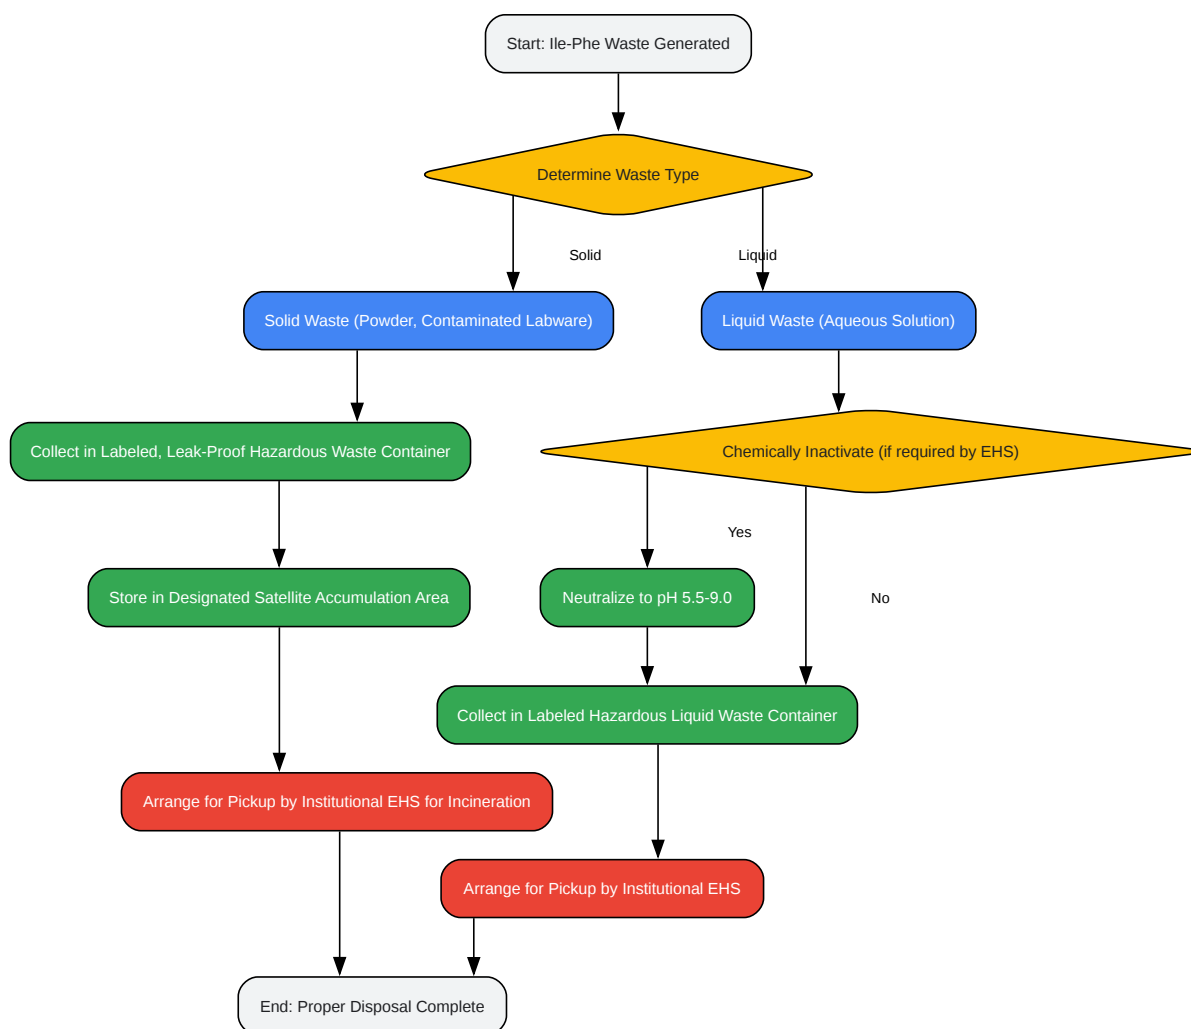 Start: Ile-Phe Waste Generated
Determine Waste Type
Solid
Liquid
Solid Waste (Powder, Contaminated Labware)
Liquid Waste (Aqueous Solution)
Collect in Labeled, Leak-Proof Hazardous Waste Container
Chemically Inactivate (if required by EHS)
Yes
Store in Designated Satellite Accumulation Area
Neutralize to pH 5.5-9.0
No
Collect in Labeled Hazardous Liquid Waste Container
Arrange for Pickup by Institutional EHS for Incineration
Arrange for Pickup by Institutional EHS
End: Proper Disposal Complete